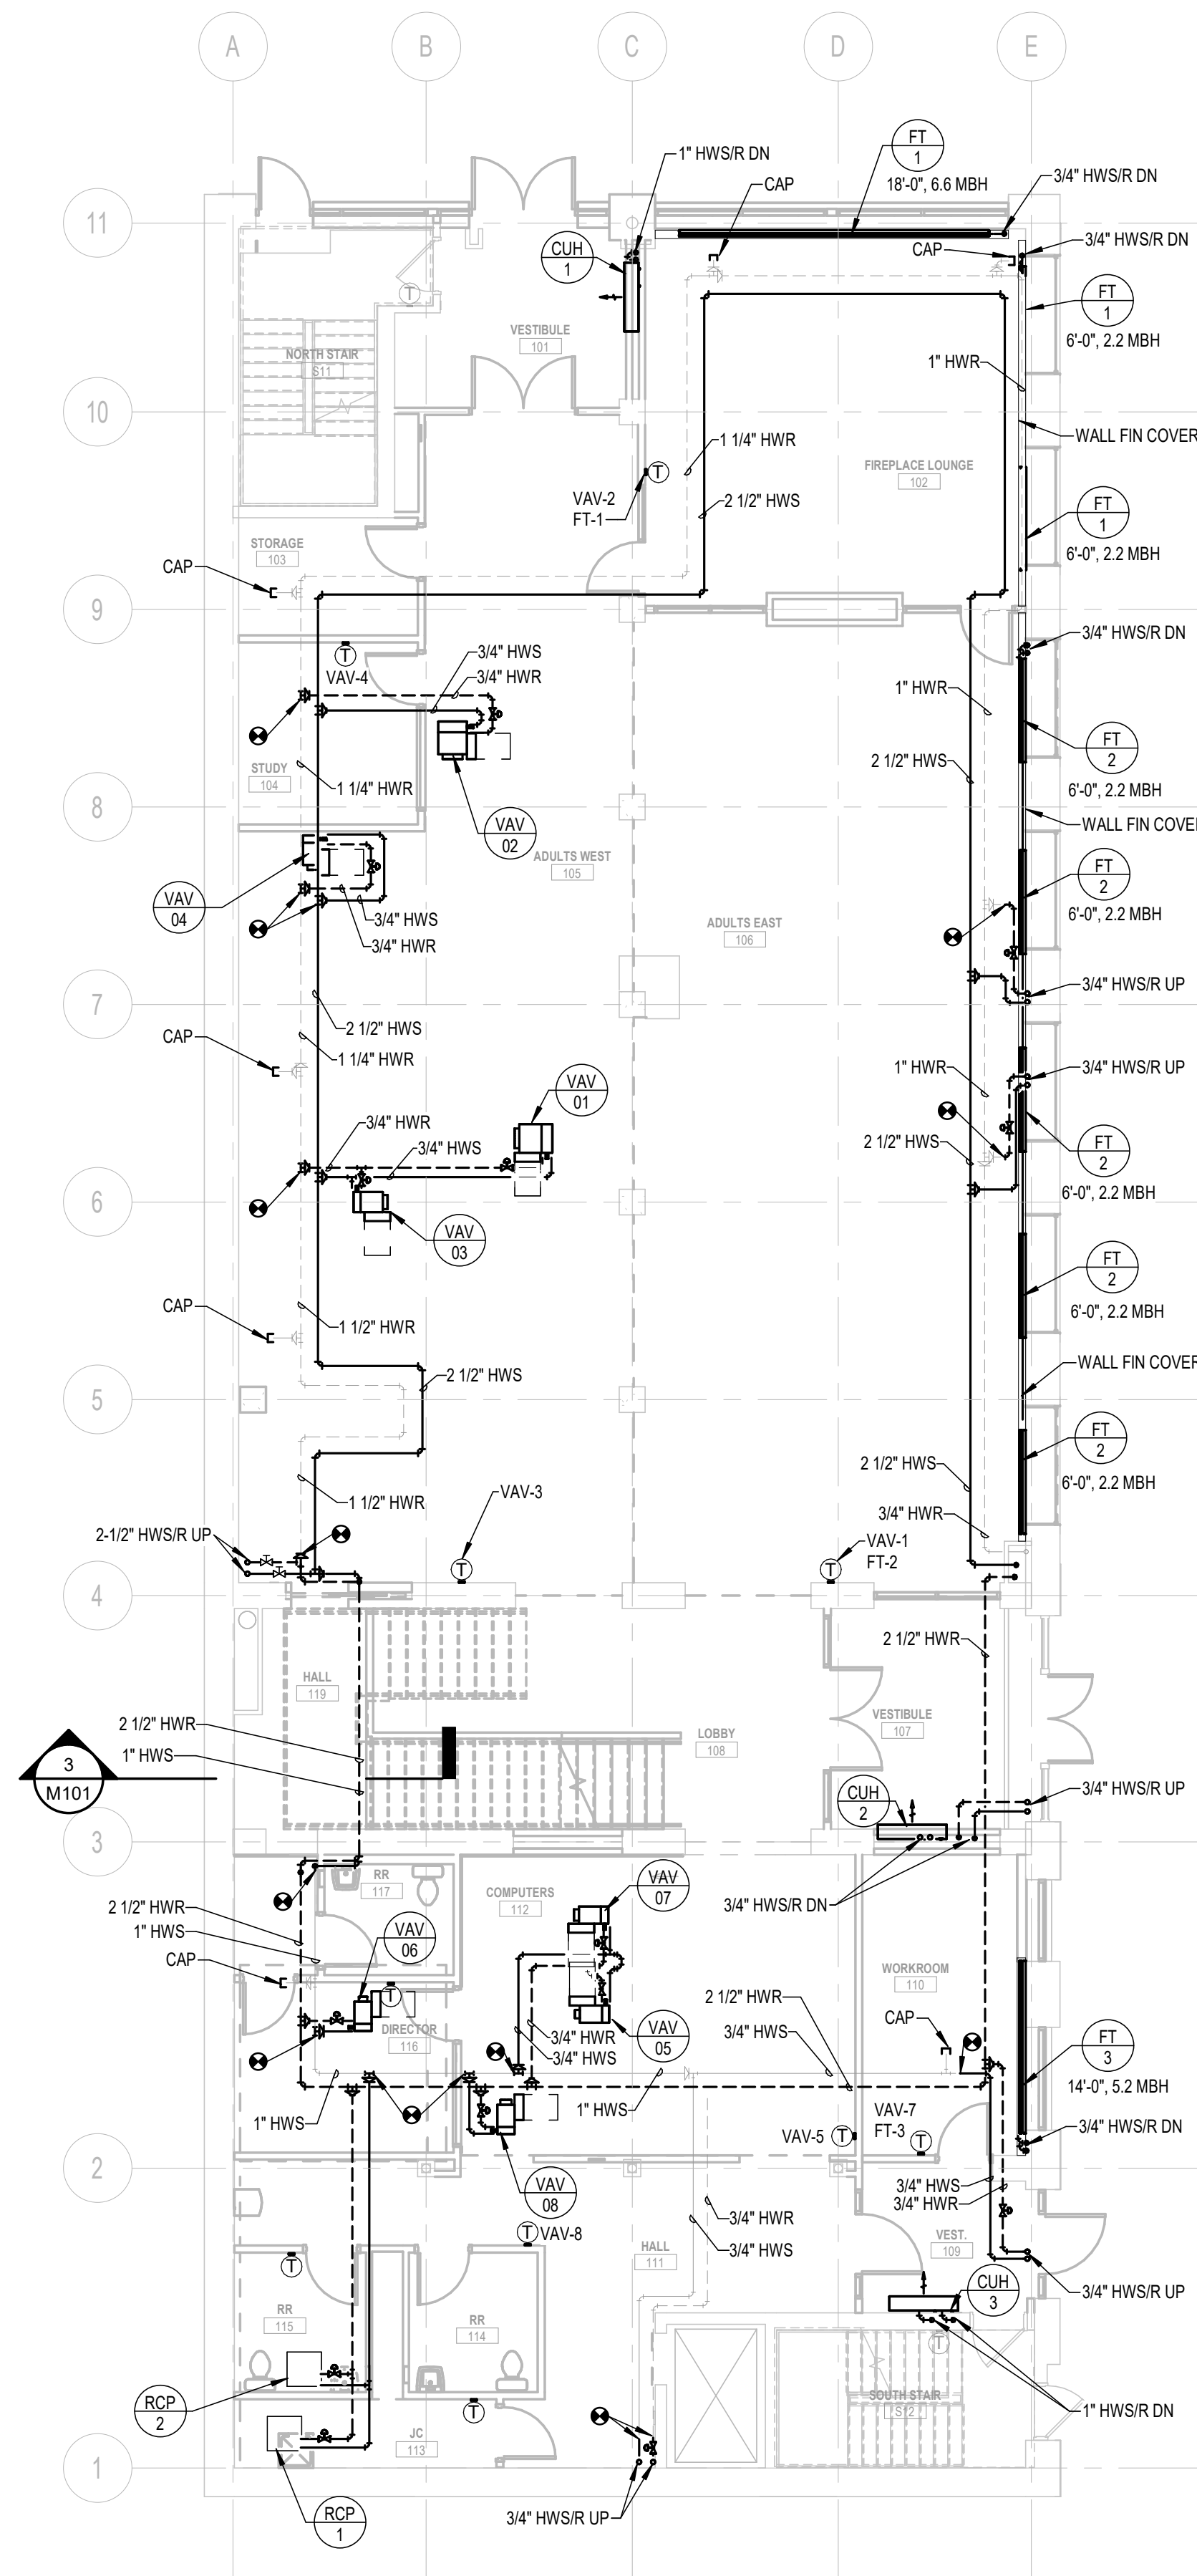 A
B
C
D
E
1" HWS/R DN
FT
1
18'-0", 6.6 MBH
CAP
3/4" HWS/R DN
11
CUH
1
CAP
3/4" HWS/R DN
FT
1
6'-0", 2.2 MBH
VESTIBULE
101
NORTH STAIR
S11
1" HWR
10
WALL FIN COVER
1 1/4" HWR
FIREPLACE LOUNGE
102
T
T
VAV-2
FT-1
2 1/2" HWS
FT
1
6'-0", 2.2 MBH
STORAGE
103
CAP
9
3/4" HWS/R DN
T
VAV-4
3/4" HWS
3/4" HWR
1" HWR
FT
2
6'-0", 2.2 MBH
STUDY
104
1 1/4" HWR
2 1/2" HWS
8
VAV
02
WALL FIN COVER
ADULTS WEST
105
FT
2
6'-0", 2.2 MBH
VAV
04
3/4" HWS
3/4" HWR
ADULTS EAST
106
7
3/4" HWS/R UP
2 1/2" HWS
CAP
1 1/4" HWR
1" HWR
3/4" HWS/R UP
VAV
01
3/4" HWR
3/4" HWS
2 1/2" HWS
FT
2
6'-0", 2.2 MBH
6
VAV
03
FT
2
6'-0", 2.2 MBH
CAP
1 1/2" HWR
WALL FIN COVER
2 1/2" HWS
5
FT
2
6'-0", 2.2 MBH
2 1/2" HWS
1 1/2" HWR
VAV-3
3/4" HWR
2-1/2" HWS/R UP
VAV-1
FT-2
T
T
4
2 1/2" HWR
HALL
119
VESTIBULE
107
LOBBY
108
2 1/2" HWR
1" HWS
3
M101
CUH
2
3/4" HWS/R UP
3
RR
117
COMPUTERS
112
VAV
07
3/4" HWS/R DN
2 1/2" HWR
1" HWS
VAV
06
CAP
WORKROOM
110
T
DIRECTOR
116
2 1/2" HWR
3/4" HWS
CAP
3/4" HWR
3/4" HWS
VAV
05
FT
3
14'-0", 5.2 MBH
1" HWS
1" HWS
VAV-7
FT-3
3/4" HWS/R DN
VAV-5
T
T
2
VAV
08
3/4" HWS
3/4" HWR
3/4" HWR
3/4" HWS
T
VAV-8
HALL
111
VEST.
109
T
3/4" HWS/R UP
CUH
3
RR
115
RR
114
T
RCP
2
SOUTH STAIR
S12
1" HWS/R DN
T
JC
113
1
RCP
1
3/4" HWS/R UP